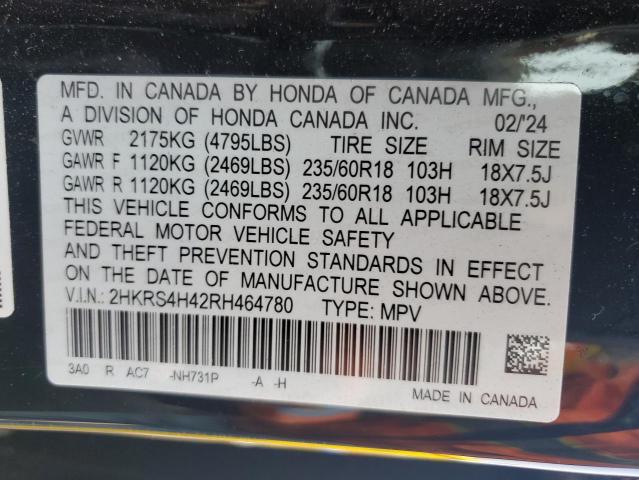 MFD. IN CANADA BY HONDA OF CANADA MFG.,
A DIVISION OF HONDA CANADA INC. 02/'24
GVWR 2175KG (4795LBS) TIRE SIZE RIM SIZE
GAWR F 1120KG (2469LBS) 235/60R18 103H 18X7.5J
GAWR R 1120KG (2469LBS) 235/60R18 103H 18X7.5J
THIS VEHICLE CONFORMS TO ALL APPLICABLE
FEDERAL MOTOR VEHICLE SAFETY
AND THEFT PREVENTION STANDARDS IN EFFECT
ON THE DATE OF MANUFACTURE SHOWN ABOVE.
V.I.N.: 2HKRS4H42RH464780 TYPE: MPV
3A0 R AC7 -NH731P -A -H
MADE IN CANADA